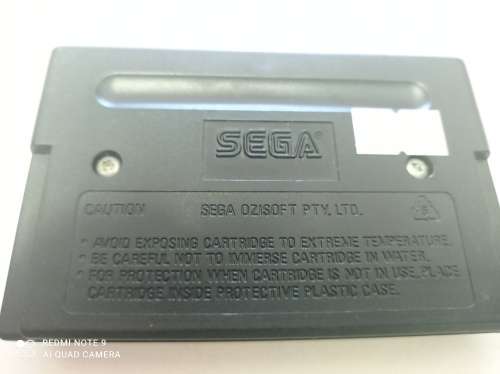 SEGA®
CAUTION SEGA OZISOFT PTY. LTD.
• AVOID EXPOSING CARTRIDGE TO EXTREME TEMPERATURE.
• BE CAREFUL NOT TO IMMERSE CARTRIDGE IN WATER.
• FOR PROTECTION WHEN CARTRIDGE IS NOT IN USE, PLACE
CARTRIDGE INSIDE PROTECTIVE PLASTIC CASE.
REDMI NOTE 9
AI QUAD CAMERA